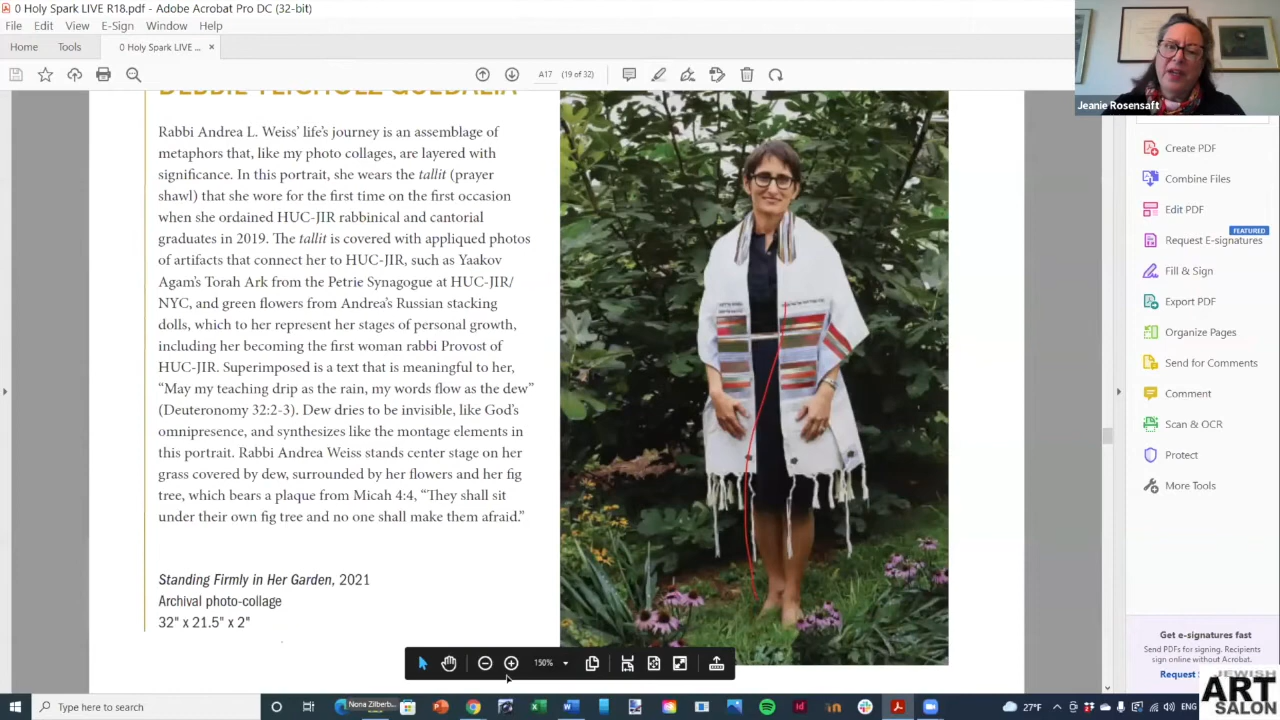 0 Holy Spark LIVE R18.pdf - Adobe Acrobat Pro DC (32-bit)
File Edit View E-Sign Window Help
Home Tools 0 Holy Spark LIVE ... ×
A17 (19 of 32)
Jeanie Rosensaft
DEBBIE TEICHOLZ GUEDALIA
Rabbi Andrea L. Weiss' life's journey is an assemblage of
metaphors that, like my photo collages, are layered with
significance. In this portrait, she wears the tallit (prayer
shawl) that she wore for the first time on the first occasion
when she ordained HUC-JIR rabbinical and cantorial
graduates in 2019. The tallit is covered with appliqued photos
of artifacts that connect her to HUC-JIR, such as Yaakov
Agam's Torah Ark from the Petrie Synagogue at HUC-JIR/
NYC, and green flowers from Andrea's Russian stacking
dolls, which to her represent her stages of personal growth,
including her becoming the first woman rabbi Provost of
HUC-JIR. Superimposed is a text that is meaningful to her,
“May my teaching drip as the rain, my words flow as the dew”
(Deuteronomy 32:2-3). Dew dries to be invisible, like God's
omnipresence, and synthesizes like the montage elements in
this portrait. Rabbi Andrea Weiss stands center stage on her
grass covered by dew, surrounded by her flowers and her fig
tree, which bears a plaque from Micah 4:4, “They shall sit
under their own fig tree and no one shall make them afraid.”
Standing Firmly in Her Garden, 2021
Archival photo-collage
32" x 21.5" x 2"
150%
Create PDF
Combine Files
Edit PDF
FEATURED
Request E-signatures
Fill & Sign
Export PDF
Organize Pages
Send for Comments
Comment
Scan & OCR
Protect
More Tools
Get e-signatures fast
Send PDFs for signing. Recipients
sign online without Acrobat.
Request
JEWISH
ART
SALON
Type here to search
Nona Zilberb...
27°F
ENG